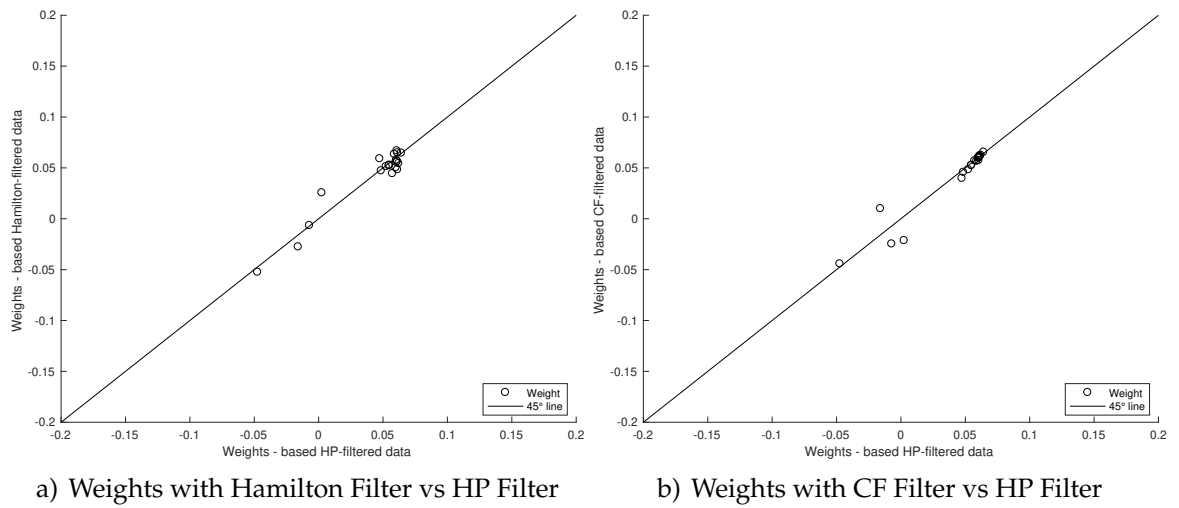 0.2
0.15
0.1
0.05
0
-0.05
-0.1
-0.15
-0.2
Weights - based Hamilton-filtered data
-0.2 -0.15 -0.1 -0.05 0 0.05 0.1 0.15 0.2
Weights - based HP-filtered data
Weight
45° line
a) Weights with Hamilton Filter vs HP Filter
0.2
0.15
0.1
0.05
0
-0.05
-0.1
-0.15
-0.2
Weights - based CF-filtered data
-0.2 -0.15 -0.1 -0.05 0 0.05 0.1 0.15 0.2
Weights - based HP-filtered data
Weight
45° line
b) Weights with CF Filter vs HP Filter